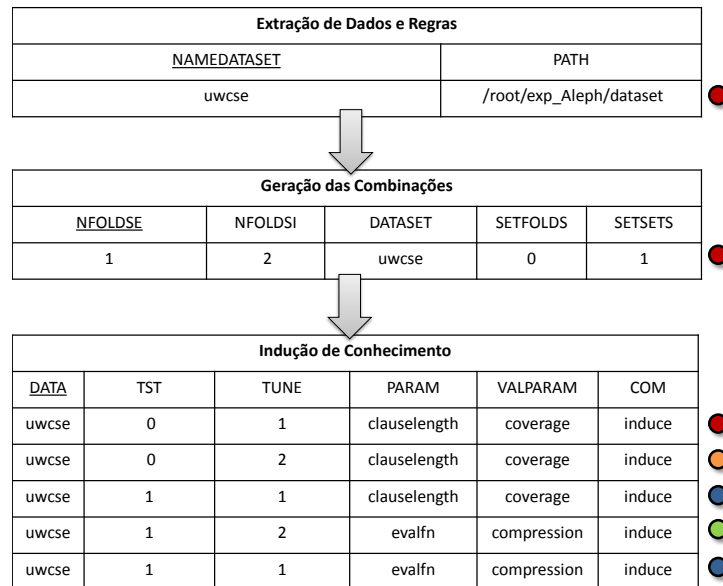 Extração de Dados e Regras
NAMEDATASET PATH
uwcse /root/exp_Aleph/dataset
Geração das Combinações
NFOLDSE NFOLDSI DATASET SETFOLDS SETSETS
1 2 uwcse 0 1
Indução de Conhecimento
DATA TST TUNE PARAM VALPARAM COM
uwcse 0 1 clauselength coverage induce
uwcse 0 2 clauselength coverage induce
uwcse 1 1 clauselength coverage induce
uwcse 1 2 evalfn compression induce
uwcse 1 1 evalfn compression induce